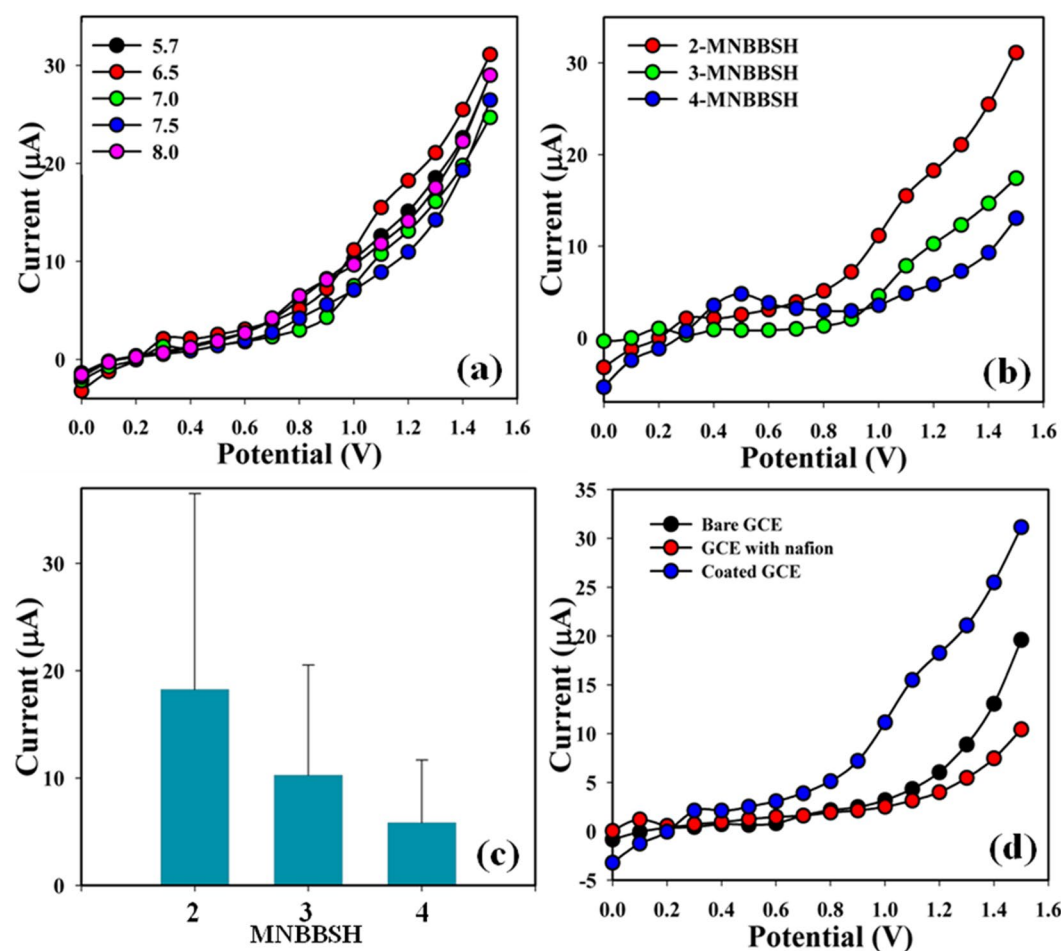 5.7
6.5
7.0
7.5
8.0
30
20
10
0
Current (µA)
(a)
0.0 0.2 0.4 0.6 0.8 1.0 1.2 1.4 1.6
Potential (V)
2-MNBBSH
3-MNBBSH
4-MNBBSH
30
20
10
0
Current (µA)
(b)
0.0 0.2 0.4 0.6 0.8 1.0 1.2 1.4 1.6
Potential (V)
30
20
10
0
Current (µA)
(c)
2 3 4
MNBBSH
Bare GCE
GCE with nafion
Coated GCE
35
30
25
20
15
10
5
0
-5
Current (µA)
(d)
0.0 0.2 0.4 0.6 0.8 1.0 1.2 1.4 1.6
Potential (V)